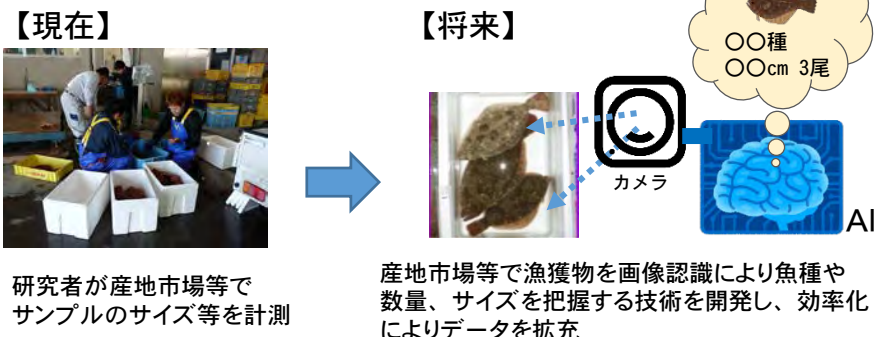 【現在】
【将来】
〇〇種
〇〇cm 3尾
カメラ
AI
研究者が産地市場等で
サンプルのサイズ等を計測
産地市場等で漁獲物を画像認識により魚種や
数量、サイズを把握する技術を開発し、効率化
によりデータを拡充